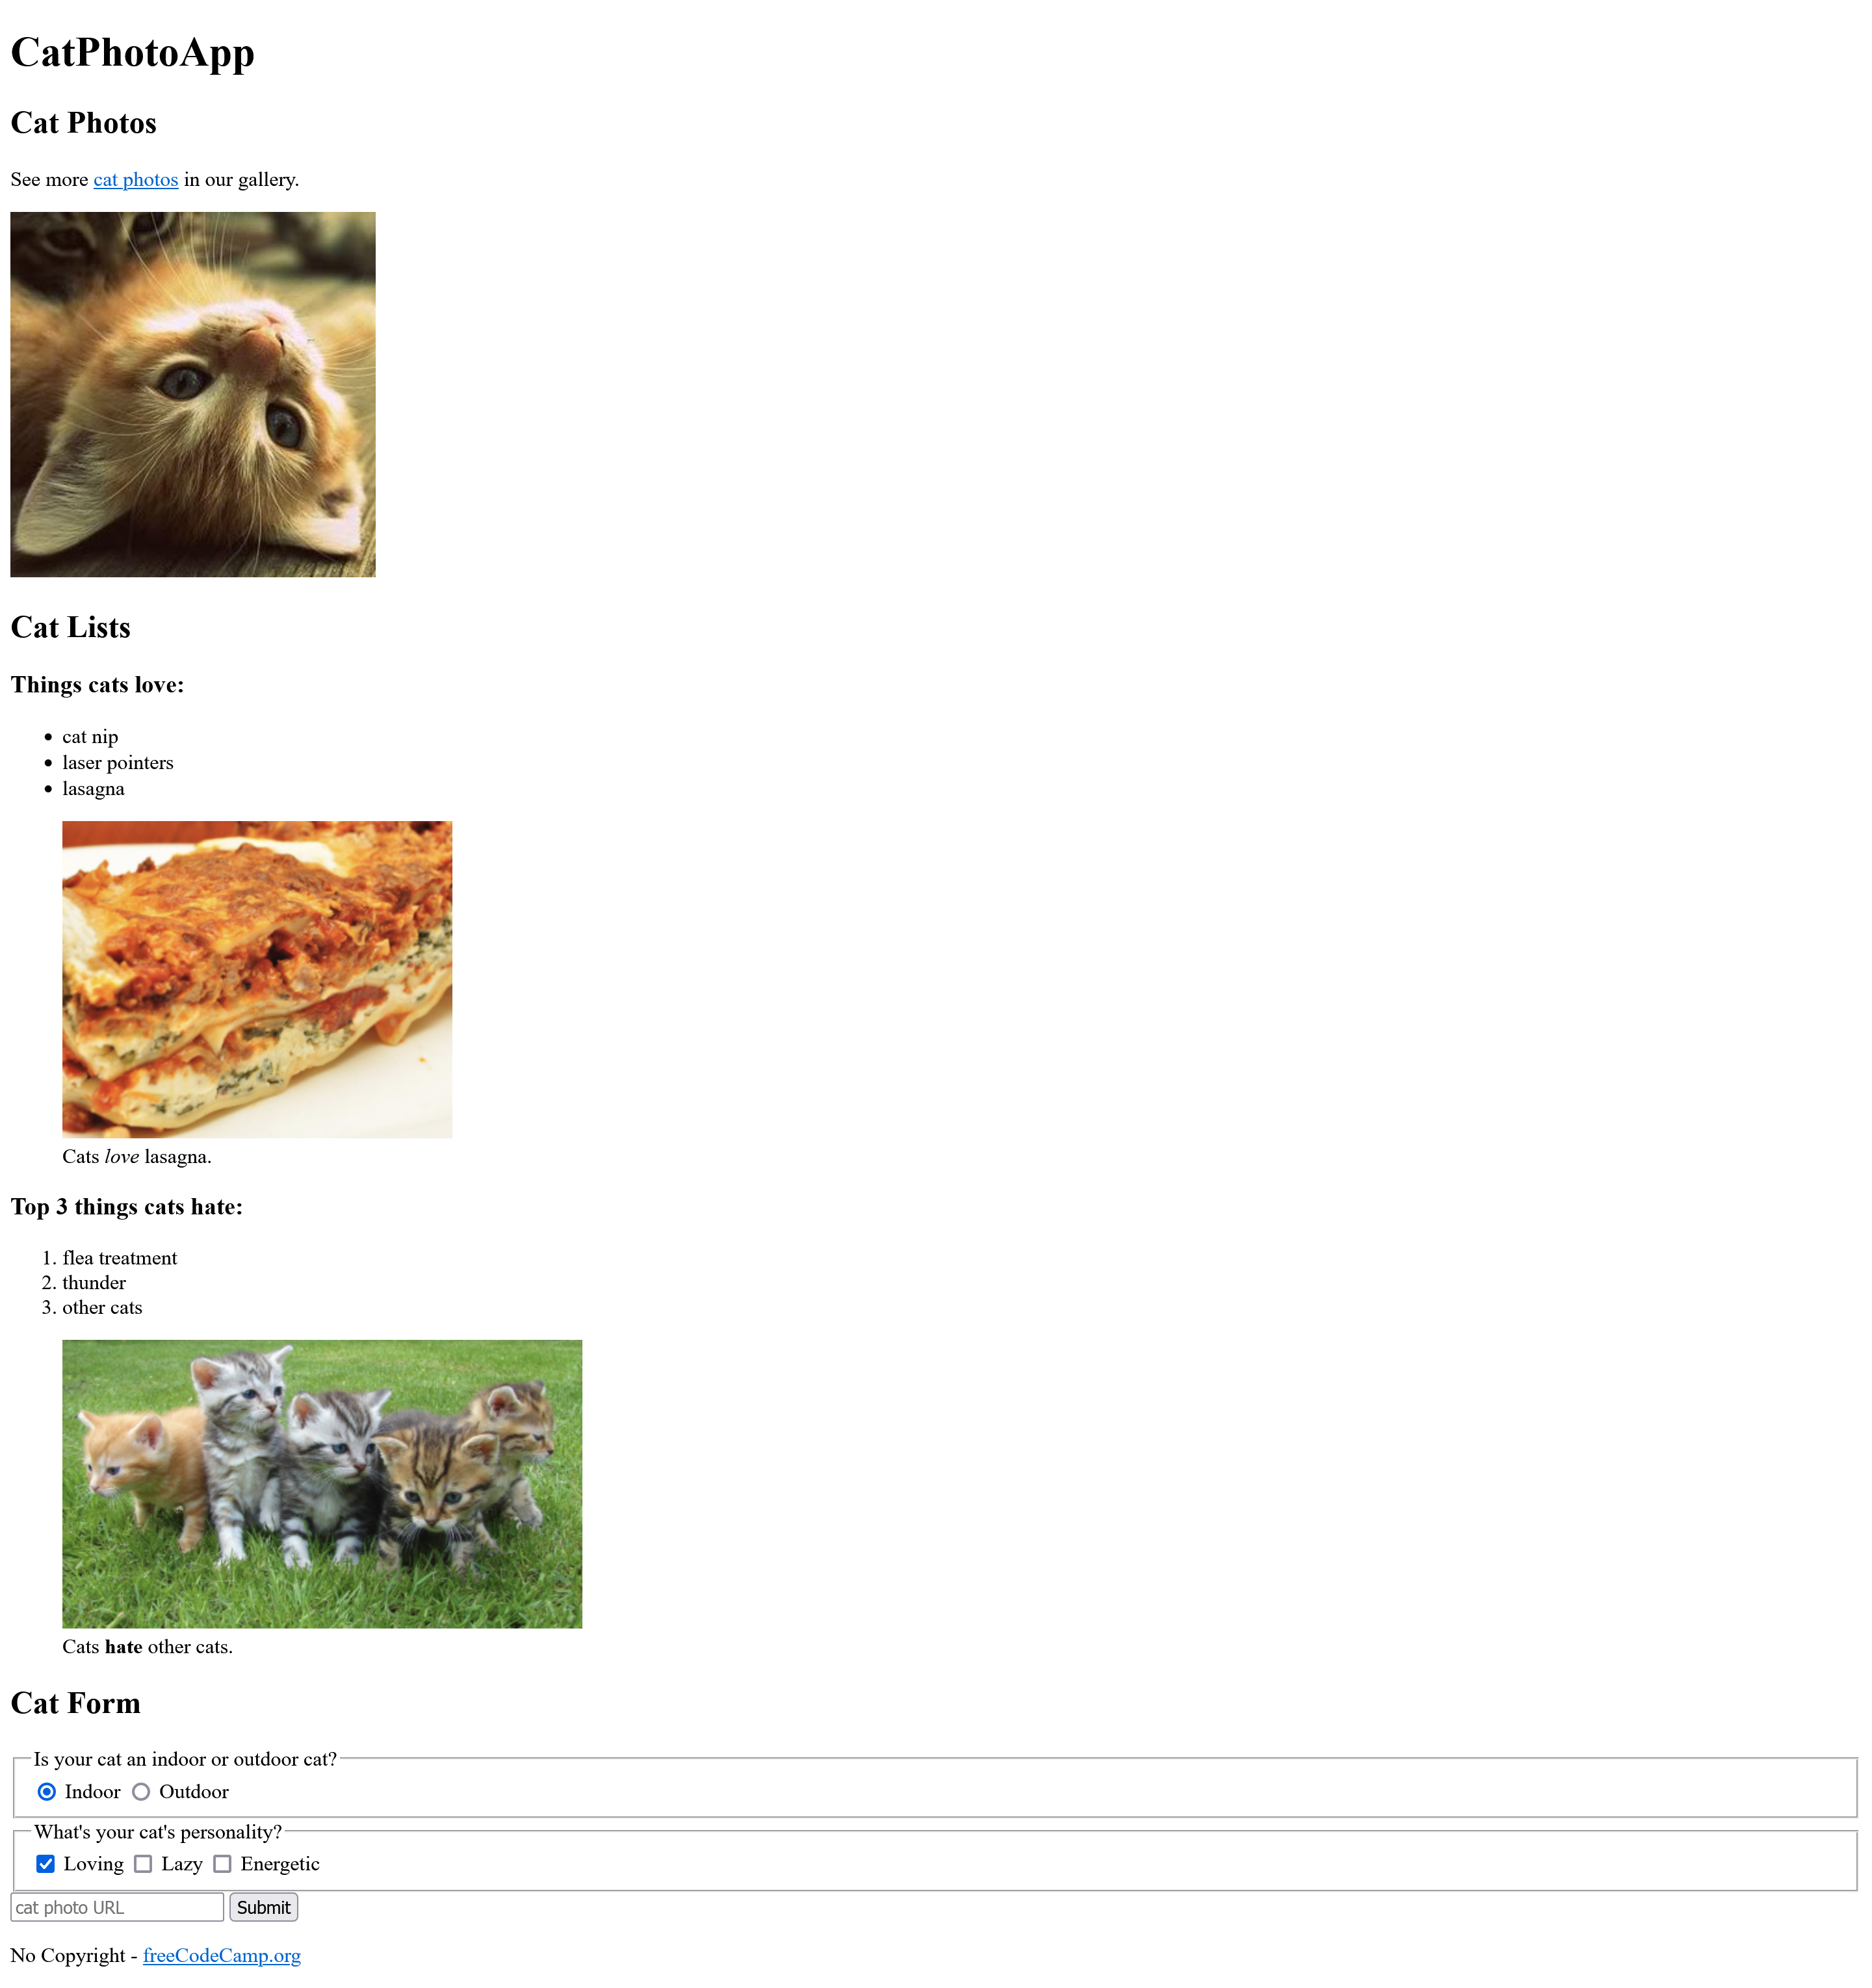 CatPhotoApp
Cat Photos
See more cat photos in our gallery.
Cat Lists
Things cats love:
• cat nip
• laser pointers
• lasagna
Cats love lasagna.
Top 3 things cats hate:
1. flea treatment
2. thunder
3. other cats
Cats hate other cats.
Cat Form
Is your cat an indoor or outdoor cat?
Indoor Outdoor
What's your cat's personality?
Loving Lazy Energetic
cat photo URL Submit
No Copyright - freeCodeCamp.org